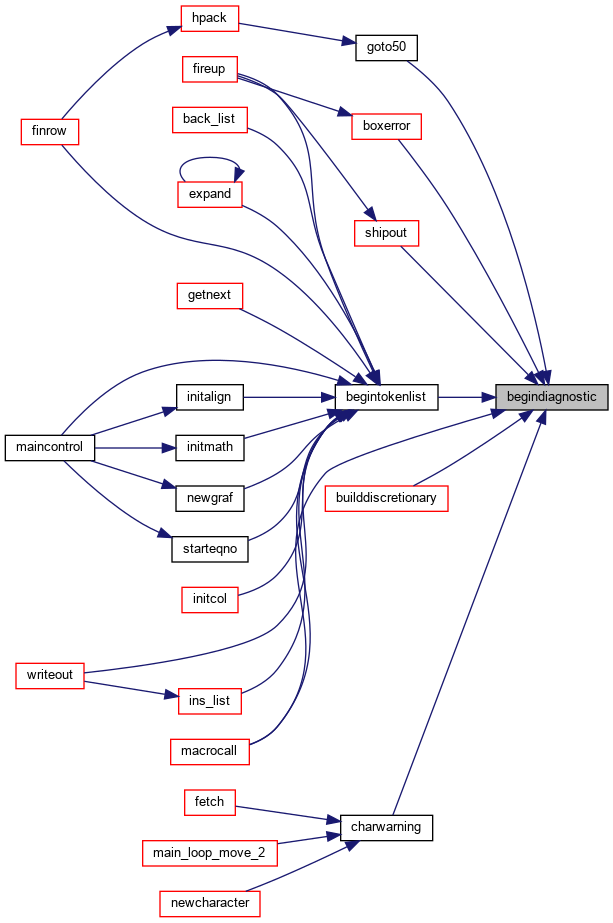 hpack
goto50
fireup
back_list
boxerror
finrow
expand
shipout
getnext
initalign
begintokenlist
begindiagnostic
maincontrol
initmath
newgraf
builddiscretionary
starteqno
initcol
writeout
ins_list
macrocall
fetch
charwarning
main_loop_move_2
newcharacter